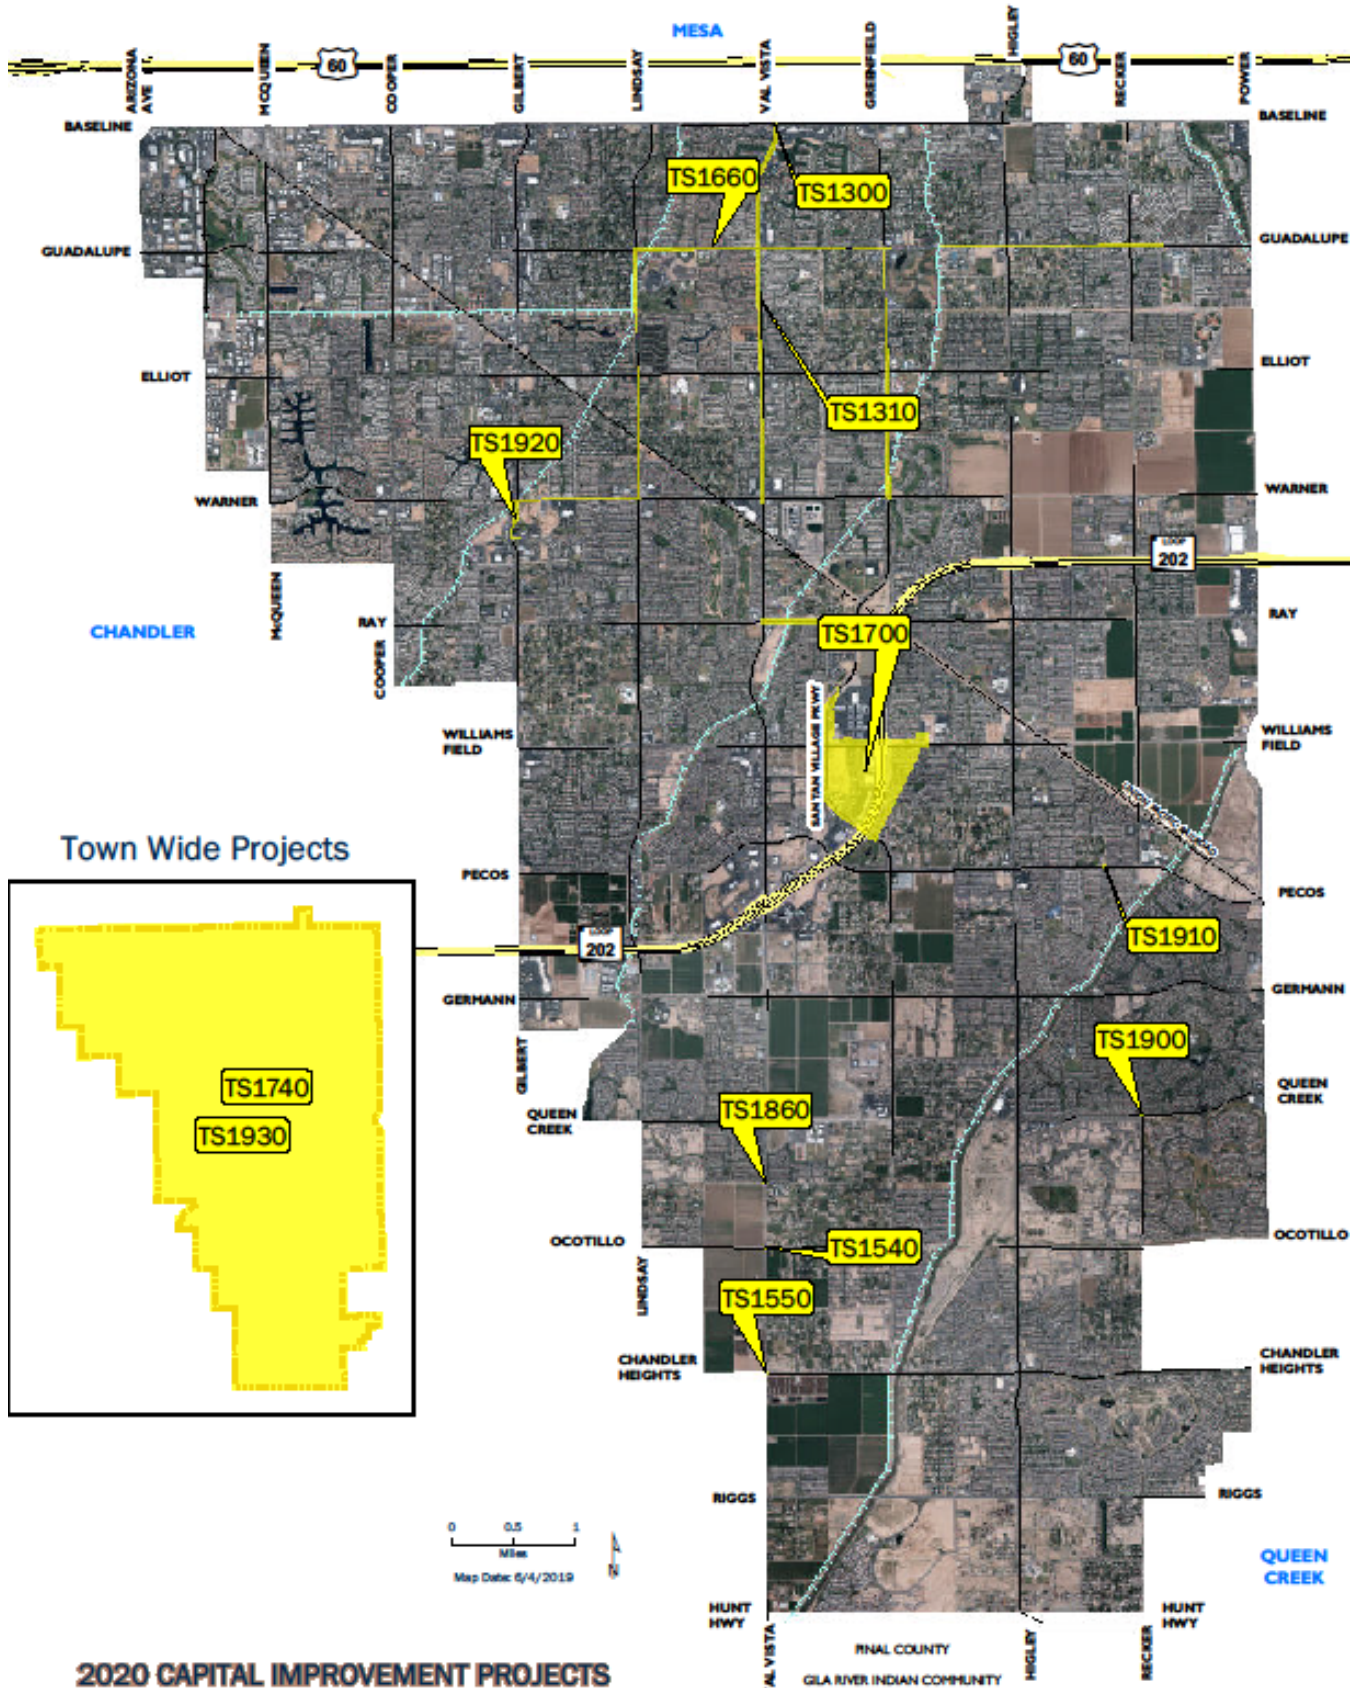 MESA
ARIZONA
AVE
MCQUEEN
60
COOPER
GILBERT
LINDSAY
VAL VISTA
GREENFIELD
HIGLEY
60
RECKER
POWER
BASELINE
BASELINE
TS1660
TS1300
GUADALUPE
GUADALUPE
ELLIOT
ELLIOT
TS1310
TS1920
WARNER
WARNER
LOOP
202
MCQUEEN
RAY
RAY
CHANDLER
TS1700
COOPER
SAN TAN VILLAGE PKWY
WILLIAMS
FIELD
WILLIAMS
FIELD
Town Wide Projects
PECOS
PECOS
TS1910
LOOP
202
GERMANN
GERMANN
TS1900
GILBERT
TS1740
TS1930
QUEEN
CREEK
QUEEN
CREEK
TS1860
OCOTILLO
OCOTILLO
TS1540
LINDSAY
TS1550
CHANDLER
HEIGHTS
CHANDLER
HEIGHTS
RIGGS
RIGGS
0 0.5 1
Miles
Map Date: 6/4/2019
N
QUEEN
CREEK
HUNT
HWY
HUNT
HWY
AL VISTA
PINAL COUNTY
GILA RIVER INDIAN COMMUNITY
HIGLEY
RECKER
2020 CAPITAL IMPROVEMENT PROJECTS